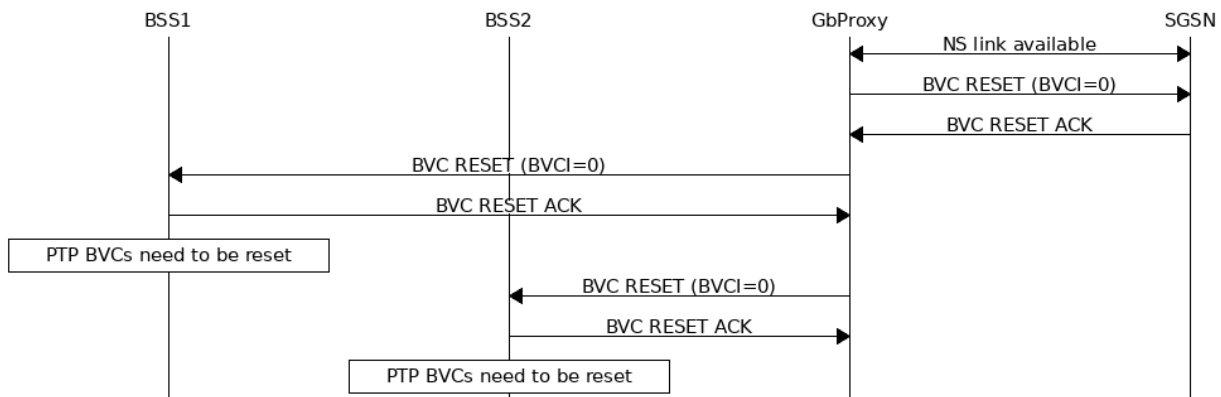 BSS1 BSS2 GbProxy SGSN
NS link available
BVC RESET (BVCI=0)
BVC RESET ACK
BVC RESET (BVCI=0)
BVC RESET ACK
PTP BVCs need to be reset
BVC RESET (BVCI=0)
BVC RESET ACK
PTP BVCs need to be reset